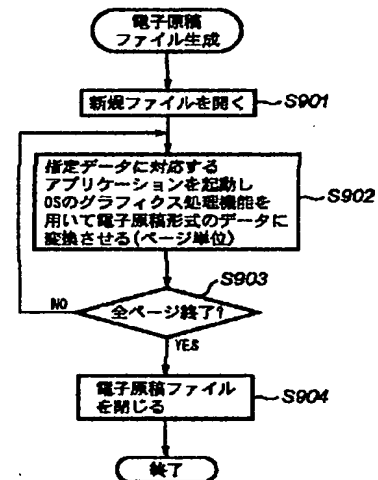 電子原稿
ファイル生成
新規ファイルを開く
S901
指定データに対応する
アプリケーションを起動し
OSのグラフィクス処理機能を
用いて電子原稿形式のデータに
変換させる(ページ単位)
S902
S903
全ページ終了?
NO
YES
電子原稿ファイル
を閉じる
S904
終了